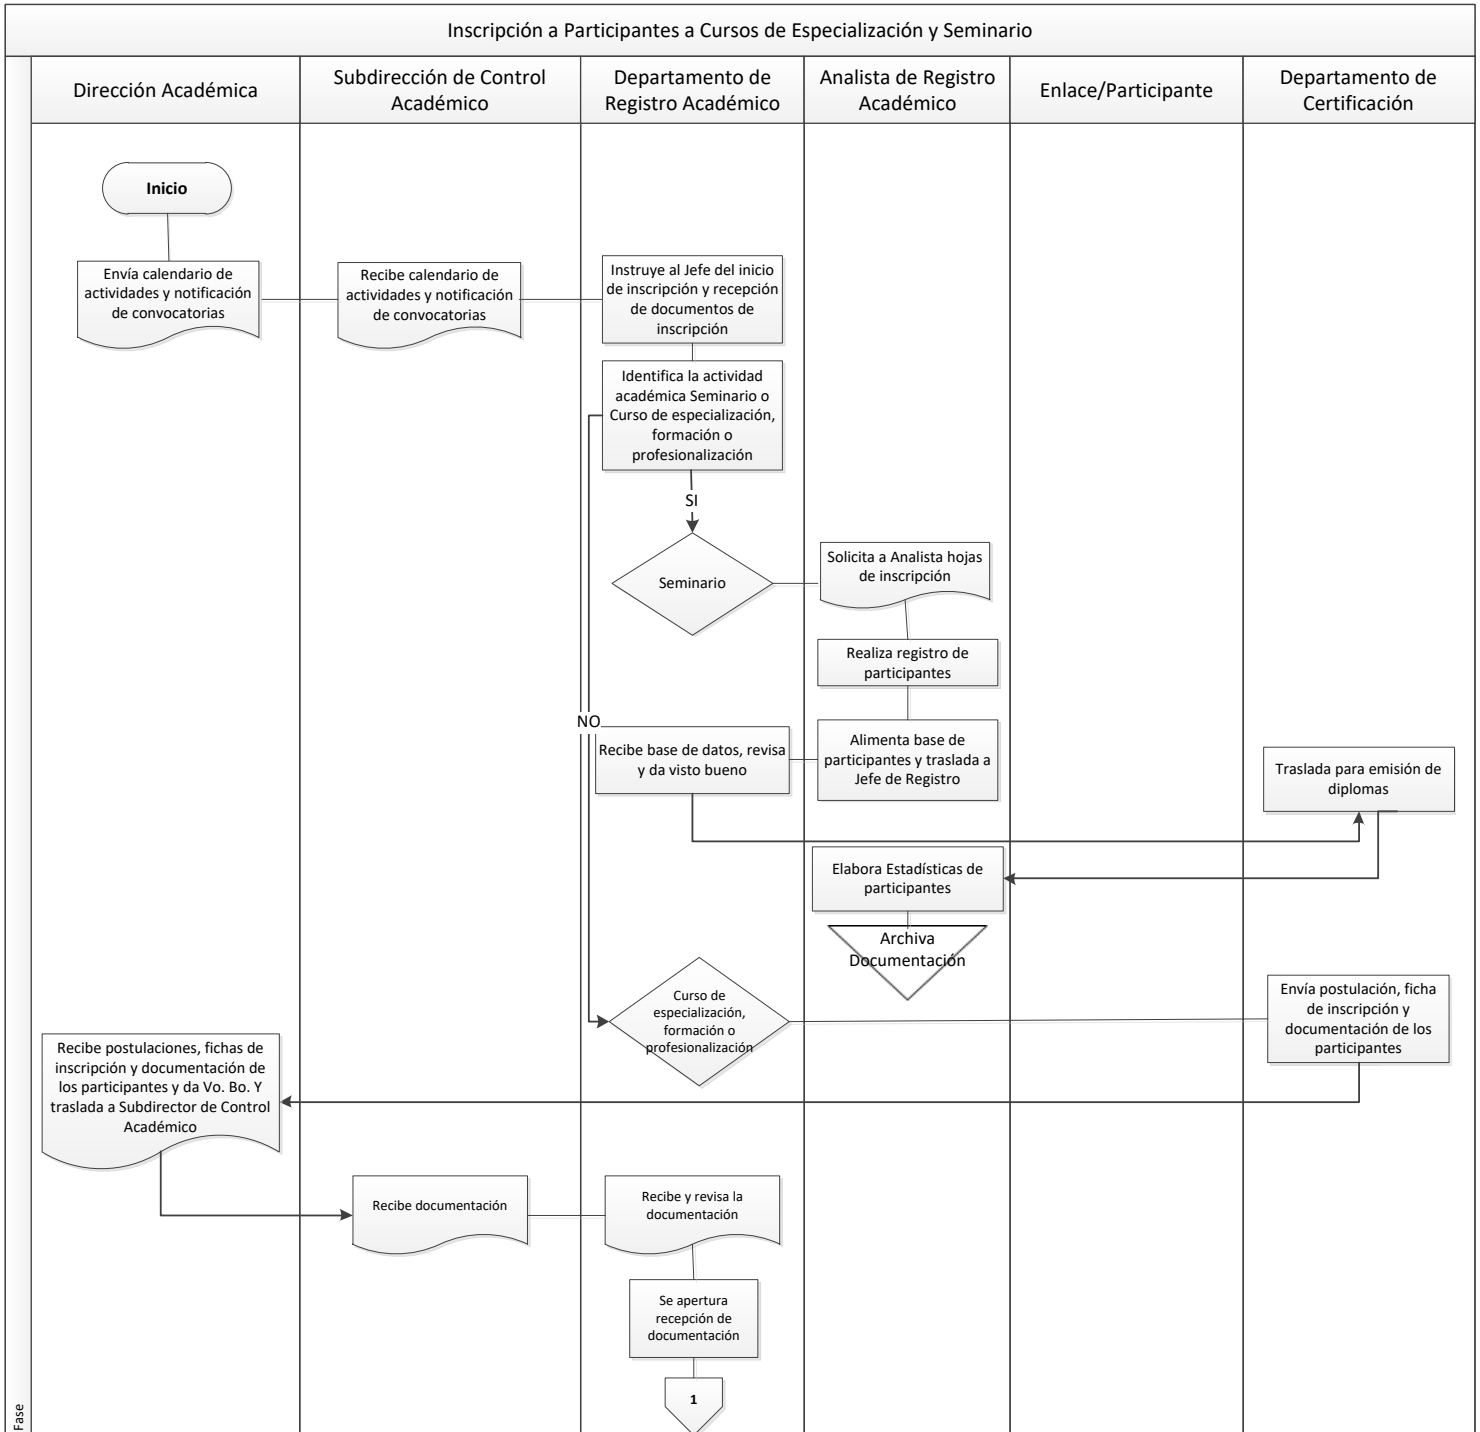 Inscripción a Participantes a Cursos de Especialización y Seminario
Dirección Académica
Subdirección de Control
Académico
Departamento de
Registro Académico
Analista de Registro
Académico
Enlace/Participante
Departamento de
Certificación
Inicio
Envía calendario de
actividades y notificación
de convocatorias
Recibe calendario de
actividades y notificación
de convocatorias
Instruye al Jefe del inicio
de inscripción y recepción
de documentos de
inscripción
Identifica la actividad
académica Seminario o
Curso de especialización,
formación o
profesionalización
SI
Seminario
Solicita a Analista hojas
de inscripción
Realiza registro de
participantes
NO
Recibe base de datos, revisa
y da visto bueno
Alimenta base de
participantes y traslada a
Jefe de Registro
Traslada para emisión de
diplomas
Elabora Estadísticas de
participantes
Archiva
Documentación
Curso de
especialización,
formación o
profesionalización
Envía postulación, ficha
de inscripción y
documentación de los
participantes
Recibe postulaciones, fichas de
inscripción y documentación de
los participantes y da Vo. Bo. Y
traslada a Subdirector de Control
Académico
Recibe documentación
Recibe y revisa la
documentación
Se apertura
recepción de
documentación
1
Fase